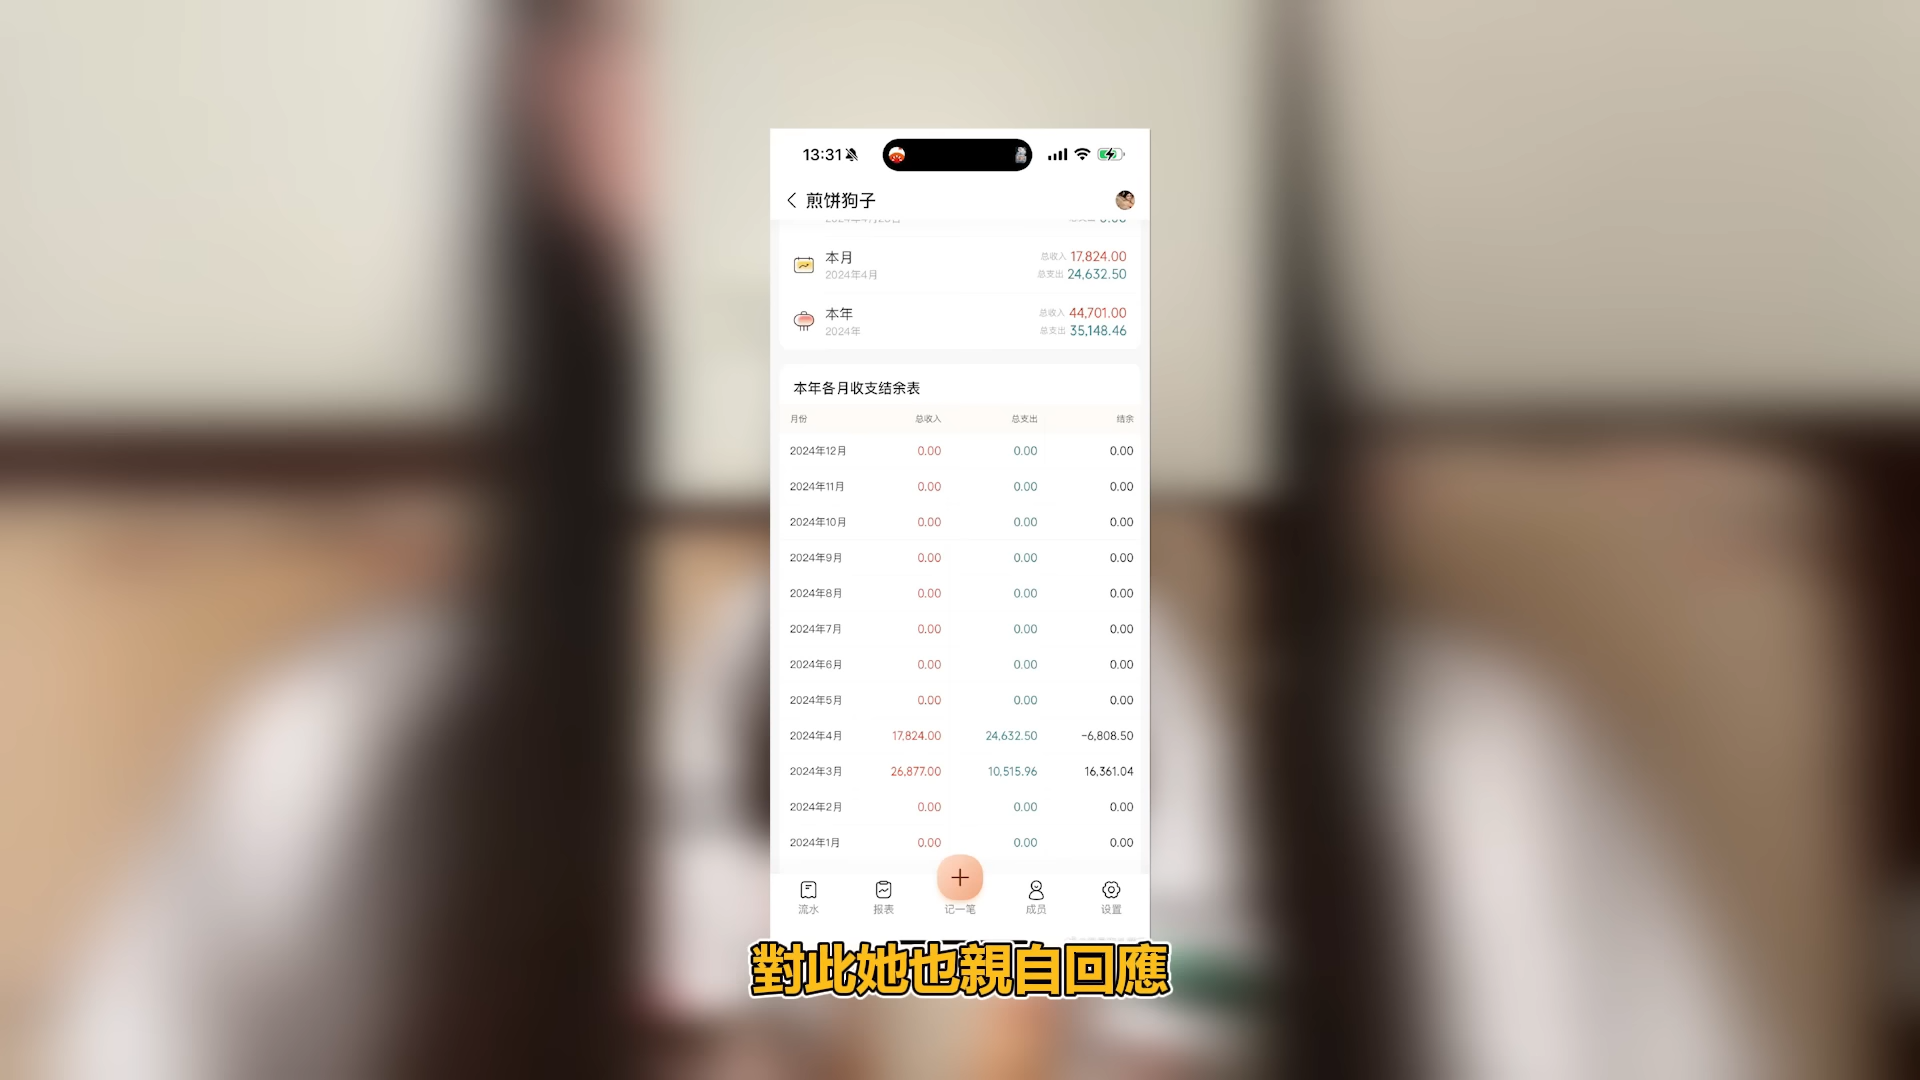 13:31
煎饼狗子
本月
总收入 17,824.00
2024年4月
总支出 24,632.50
本年
总收入 44,701.00
2024年
总支出 35,148.46
本年各月收支结余表
月份 总收入 总支出 结余
2024年12月 0.00 0.00 0.00
2024年11月 0.00 0.00 0.00
2024年10月 0.00 0.00 0.00
2024年9月 0.00 0.00 0.00
2024年8月 0.00 0.00 0.00
2024年7月 0.00 0.00 0.00
2024年6月 0.00 0.00 0.00
2024年5月 0.00 0.00 0.00
2024年4月 17,824.00 24,632.50 -6,808.50
2024年3月 26,877.00 10,515.96 16,361.04
2024年2月 0.00 0.00 0.00
2024年1月 0.00 0.00 0.00
流水 报表 记一笔 成员 设置
對此她也親自回應